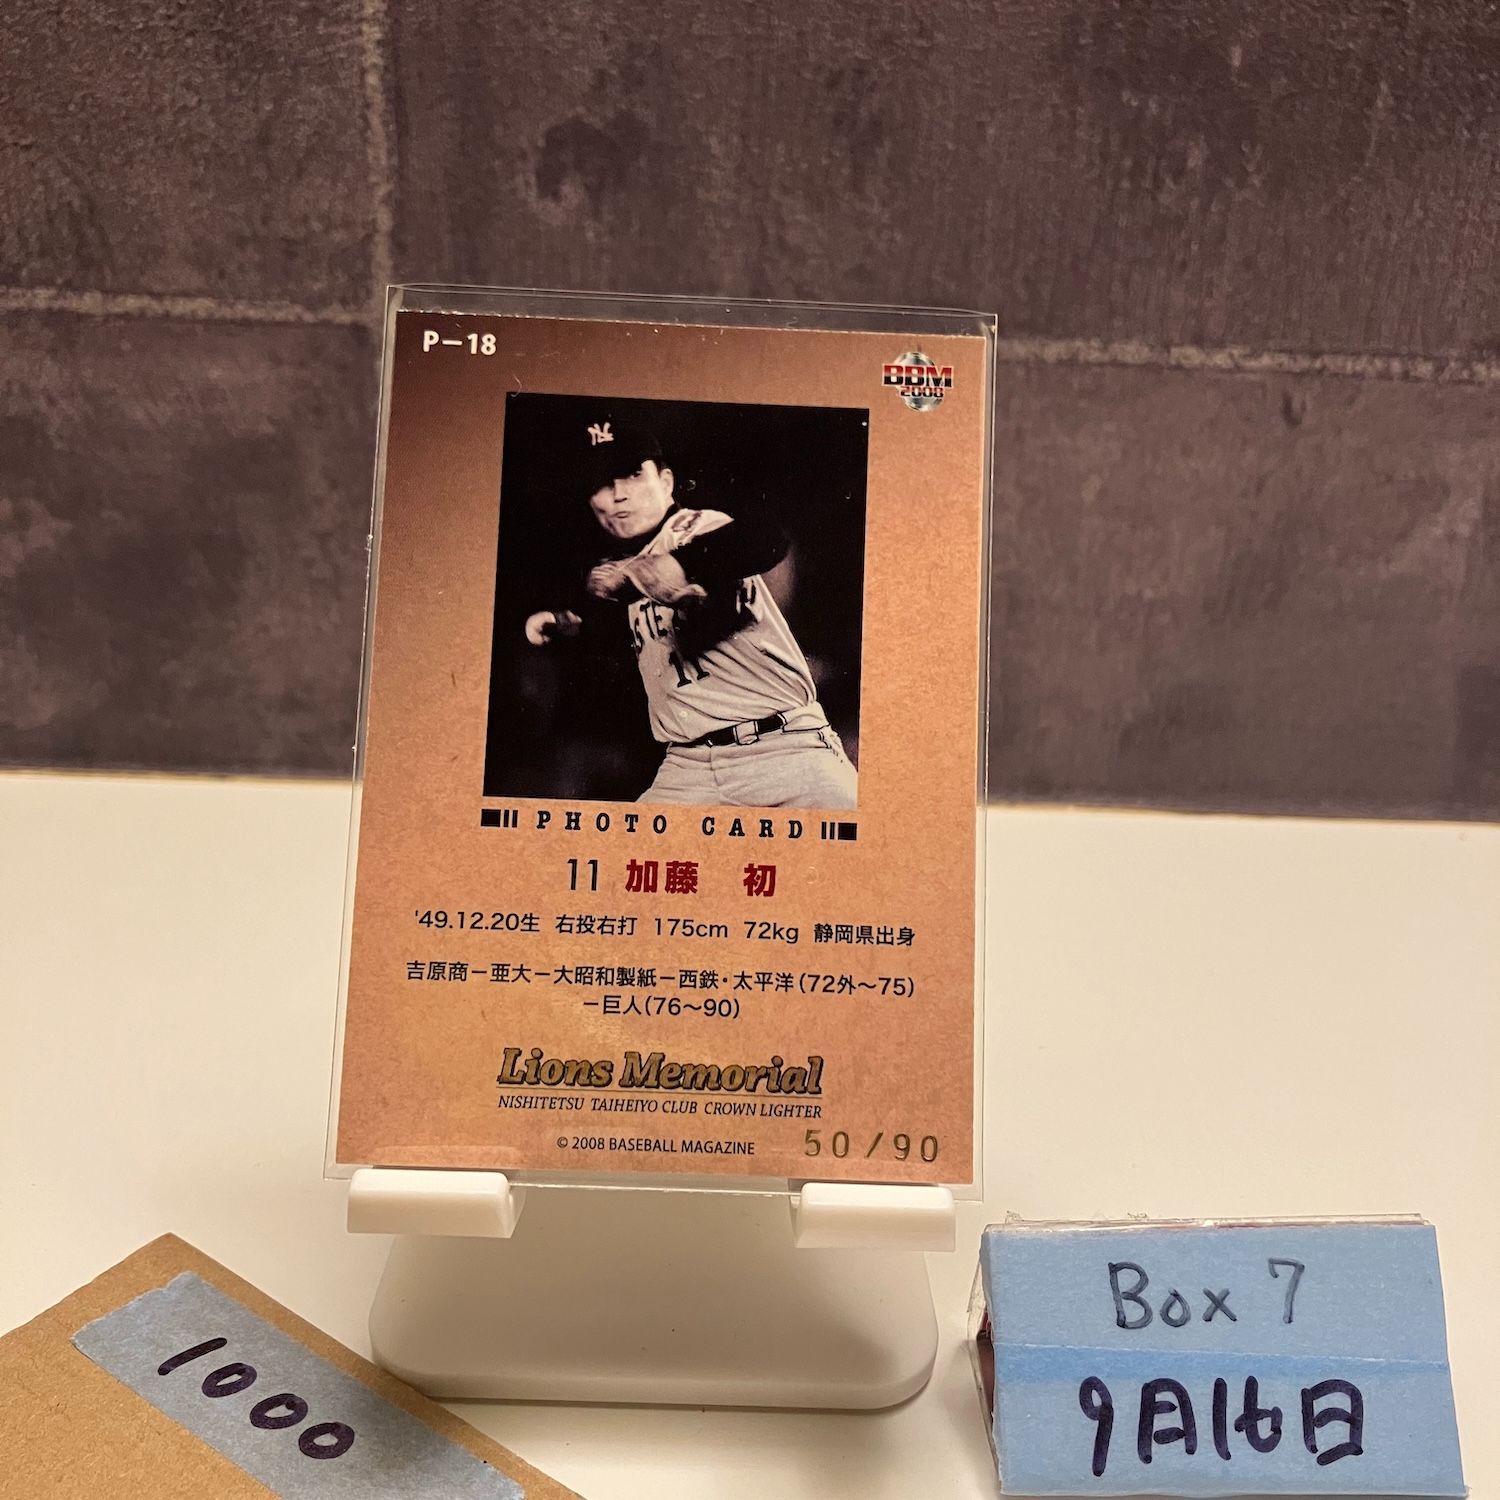 P－18
BBM
2008
STE
11
PHOTO CARD
11 加藤 初
'49.12.20生 右投右打 175cm 72kg 静岡県出身
吉原商－亜大－大昭和製紙－西鉄・太平洋(72外～75)
－巨人(76～90)
Lions Memorial
NISHITETSU TAIHEIYO CLUB CROWN LIGHTER
© 2008 BASEBALL MAGAZINE
50/90
Box 7
9月16日
1000